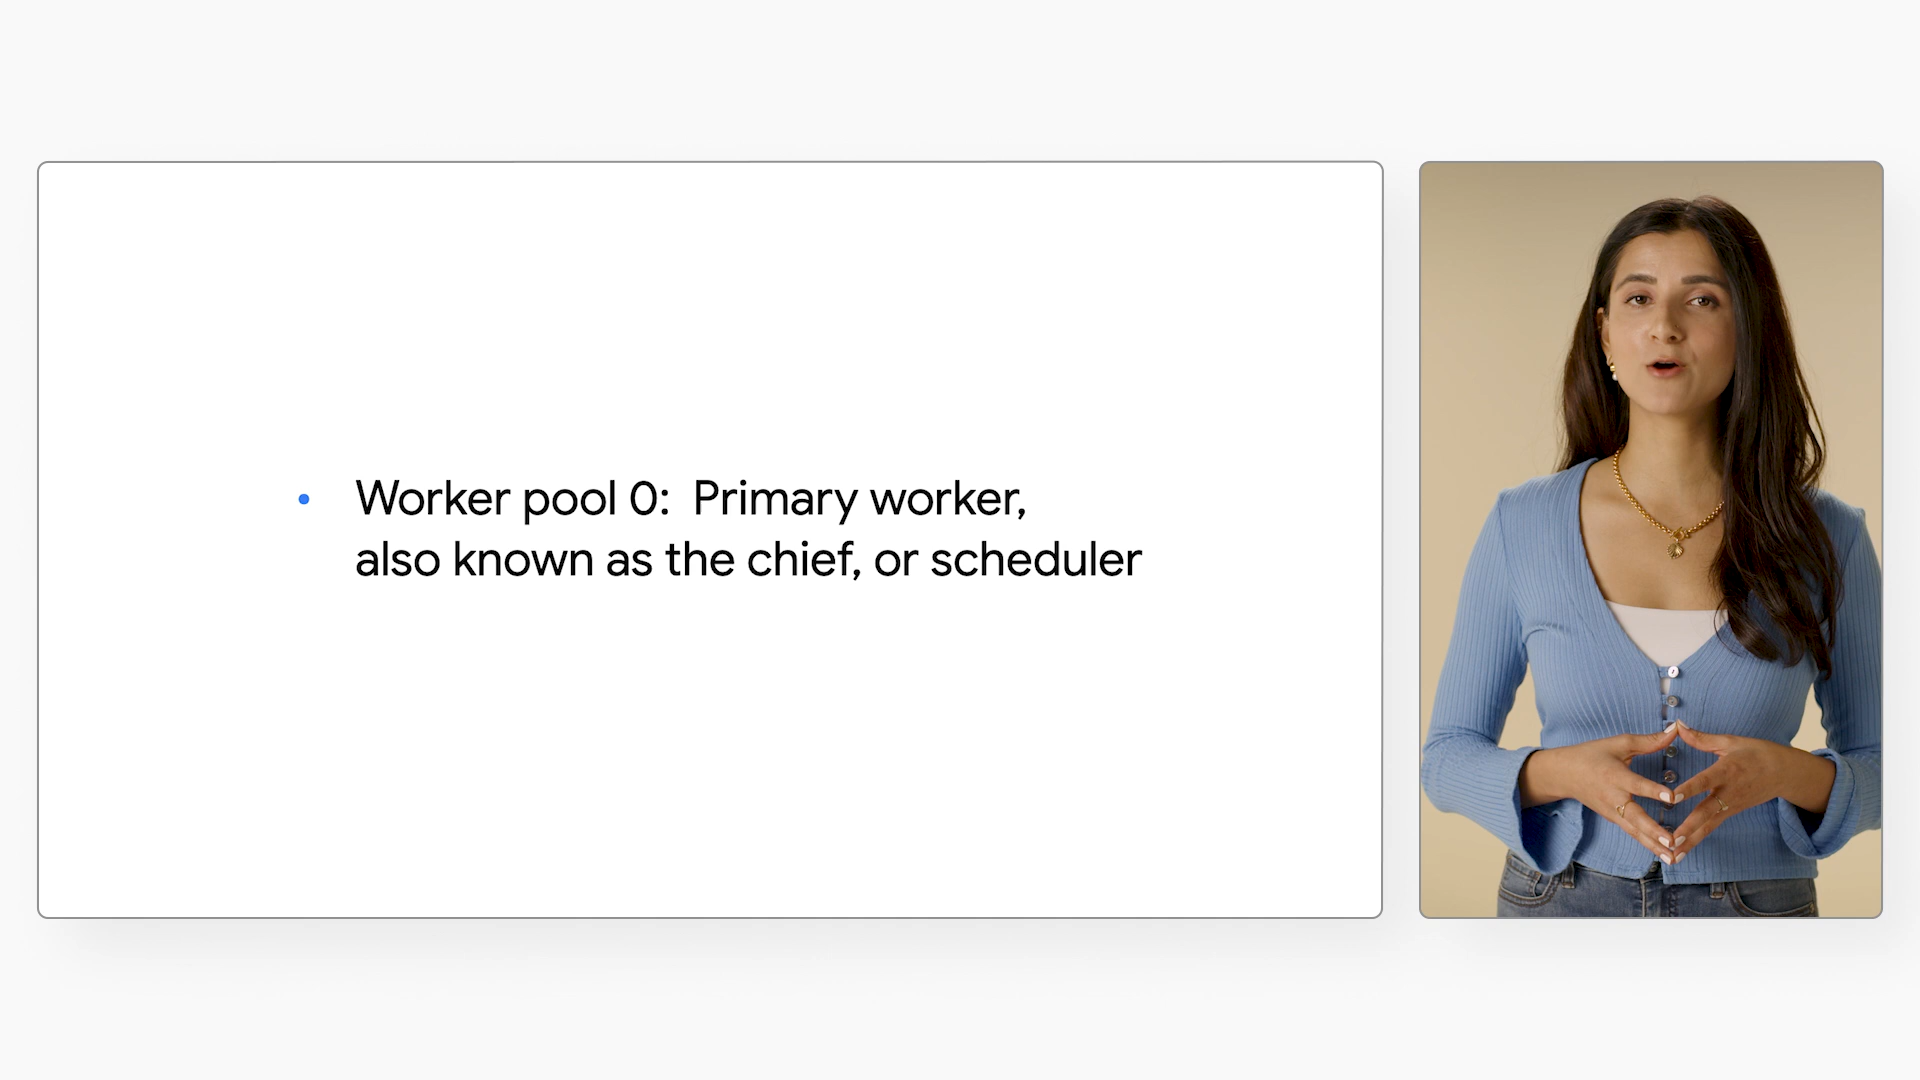 • Worker pool 0:  Primary worker,
also known as the chief, or scheduler